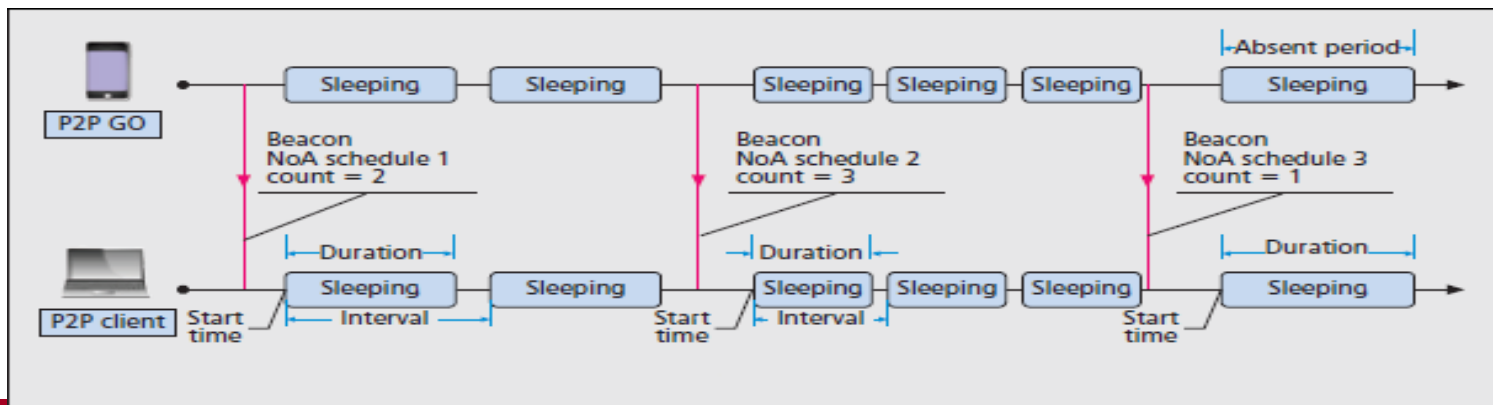 Absent period
Sleeping Sleeping Sleeping Sleeping Sleeping Sleeping
P2P GO
Beacon
NoA schedule 1
count = 2
Beacon
NoA schedule 2
count = 3
Beacon
NoA schedule 3
count = 1
Duration Duration Duration
Sleeping Sleeping Sleeping Sleeping Sleeping Sleeping
P2P client
Start
time
Interval
Start
time
Interval
Start
time